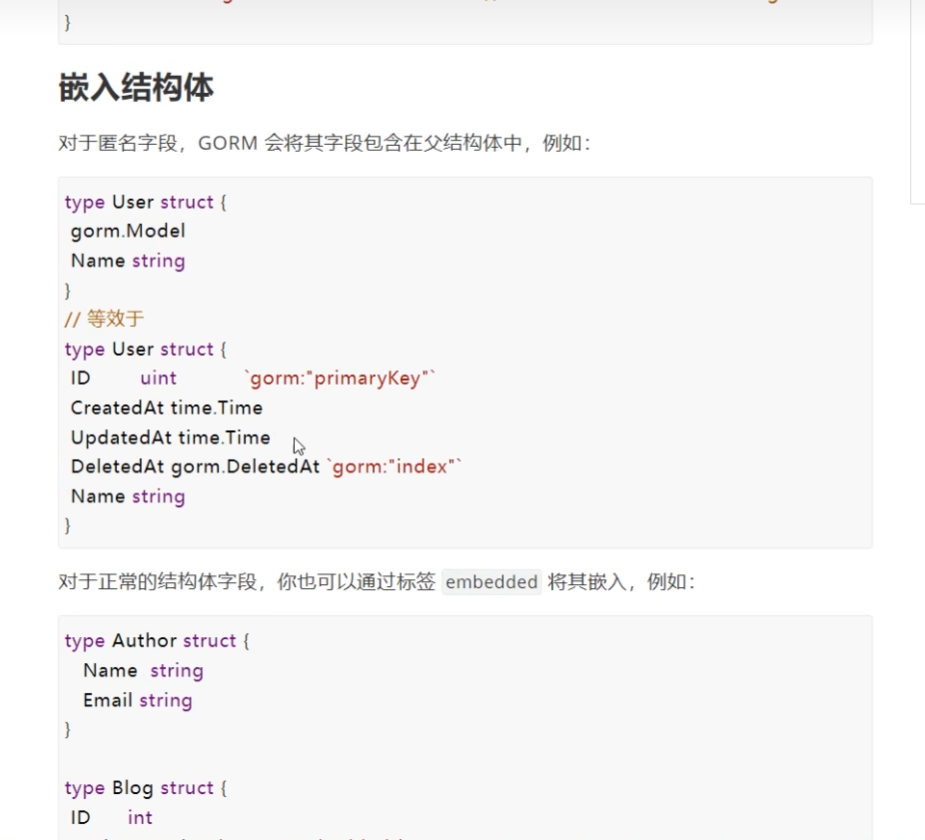 }
嵌入结构体
对于匿名字段，GORM 会将其字段包含在父结构体中，例如：
type User struct {
gorm.Model
Name string
}
// 等效于
type User struct {
ID uint `gorm:"primaryKey"`
CreatedAt time.Time
UpdatedAt time.Time
DeletedAt gorm.DeletedAt `gorm:"index"`
Name string
}
对于正常的结构体字段，你也可以通过标签 embedded 将其嵌入，例如：
type Author struct {
Name string
Email string
}
type Blog struct {
ID int